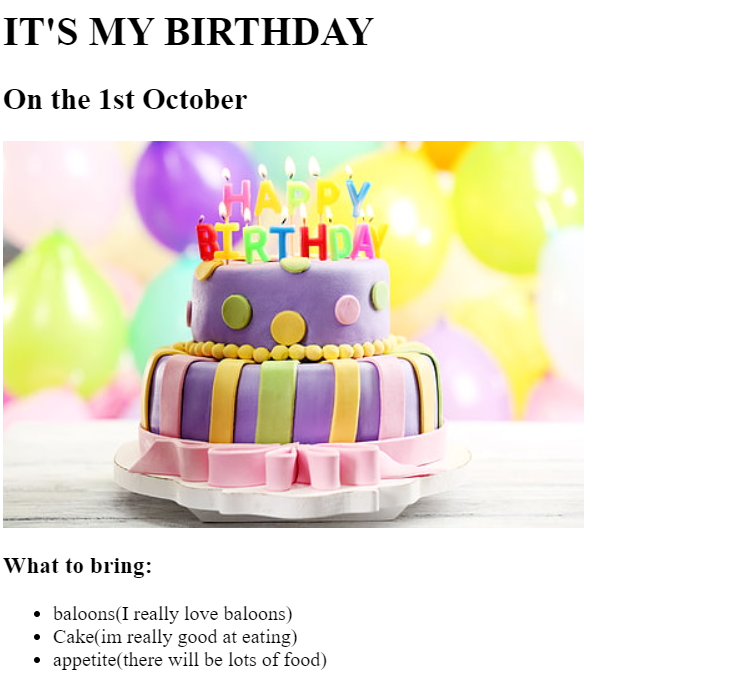 IT'S MY BIRTHDAY
On the 1st October
HAPPY
BIRTHDAY
What to bring:
baloons(I really love baloons)
Cake(im really good at eating)
appetite(there will be lots of food)